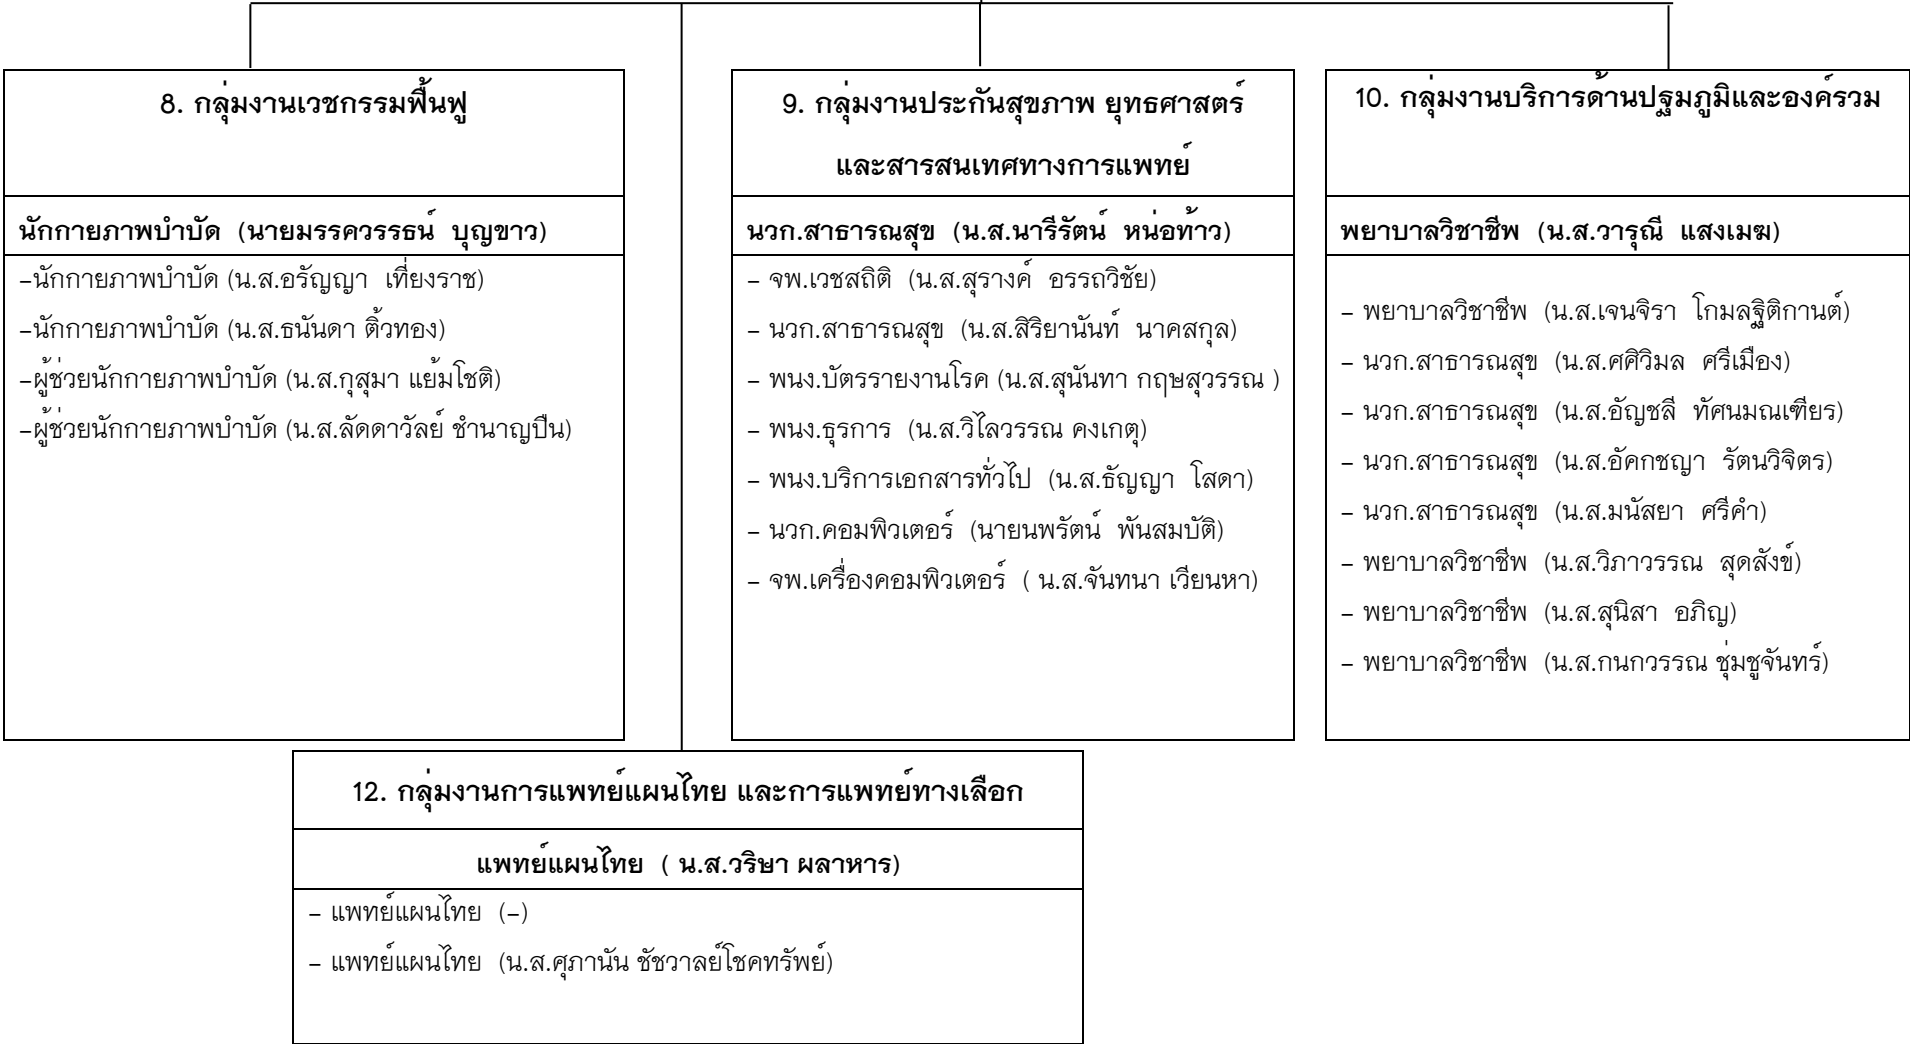 8. กลุ่มงานเวชกรรมฟื้นฟู
นักกายภาพบำบัด (นายมรรควรรธน์ บุญขาว)
-นักกายภาพบำบัด (น.ส.อรัญญา เที่ยงราช)
-นักกายภาพบำบัด (น.ส.ธนันดา ติ้วทอง)
-ผู้ช่วยนักกายภาพบำบัด (น.ส.กุสุมา แย้มโชติ)
-ผู้ช่วยนักกายภาพบำบัด (น.ส.ลัดดาวัลย์ ชำนาญปืน)
9. กลุ่มงานประกันสุขภาพ ยุทธศาสตร์
และสารสนเทศทางการแพทย์
นวก.สาธารณสุข (น.ส.นารีรัตน์ หน่อท้าว)
- จพ.เวชสถิติ (น.ส.สุรางค์ อรรถวิชัย)
- นวก.สาธารณสุข (น.ส.สิริยานันท์ นาคสกุล)
- พนง.บัตรรายงานโรค (น.ส.สุนันทา กฤษสุวรรณ )
- พนง.ธุรการ (น.ส.วิไลวรรณ คงเกตุ)
- พนง.บริการเอกสารทั่วไป (น.ส.ธัญญา โสดา)
- นวก.คอมพิวเตอร์ (นายนพรัตน์ พันสมบัติ)
- จพ.เครื่องคอมพิวเตอร์ ( น.ส.จันทนา เวียนหา)
10. กลุ่มงานบริการด้านปฐมภูมิและองค์รวม
พยาบาลวิชาชีพ (น.ส.วารุณี แสงเมฆ)
- พยาบาลวิชาชีพ (น.ส.เจนจิรา โกมลฐิติกานต์)
- นวก.สาธารณสุข (น.ส.ศศิวิมล ศรีเมือง)
- นวก.สาธารณสุข (น.ส.อัญชลี ทัศนมณเฑียร)
- นวก.สาธารณสุข (น.ส.อัคกชญา รัตนวิจิตร)
- นวก.สาธารณสุข (น.ส.มนัสยา ศรีคำ)
- พยาบาลวิชาชีพ (น.ส.วิภาวรรณ สุดสังข์)
- พยาบาลวิชาชีพ (น.ส.สุนิสา อภิญ)
- พยาบาลวิชาชีพ (น.ส.กนกวรรณ ชุ่มชูจันทร์)
12. กลุ่มงานการแพทย์แผนไทย และการแพทย์ทางเลือก
แพทย์แผนไทย ( น.ส.วริษา ผลาหาร)
- แพทย์แผนไทย (-)
- แพทย์แผนไทย (น.ส.ศุภานัน ชัชวาลย์โชคทรัพย์)